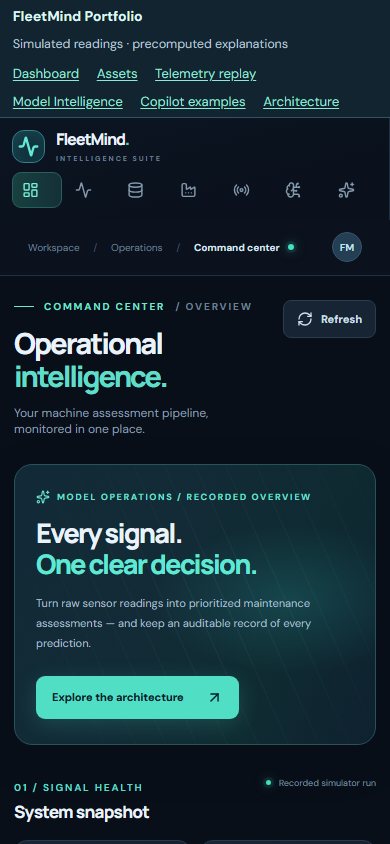 FleetMind Portfolio
Simulated readings · precomputed explanations
Dashboard Assets Telemetry replay
Model Intelligence Copilot examples Architecture
FleetMind.
INTELLIGENCE SUITE
Workspace / Operations / Command center FM
COMMAND CENTER / OVERVIEW
Refresh
Operational
intelligence.
Your machine assessment pipeline,
monitored in one place.
MODEL OPERATIONS / RECORDED OVERVIEW
Every signal.
One clear decision.
Turn raw sensor readings into prioritized maintenance
assessments — and keep an auditable record of every
prediction.
Explore the architecture
01 / SIGNAL HEALTH
Recorded simulator run
System snapshot